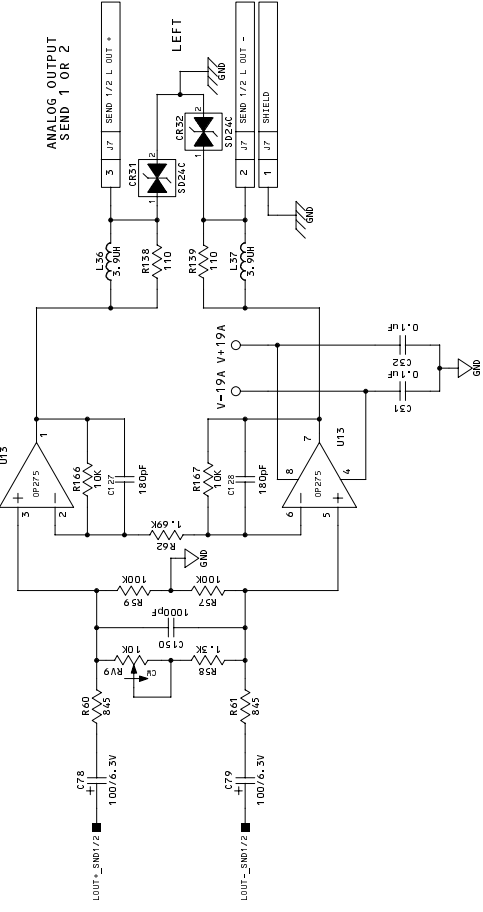 ANALOG OUTPUT
SEND 1 OR 2
LEFT
3 J7 SEND 1/2 L OUT +
2 J7 SEND 1/2 L OUT -
1 J7 SHIELD
GND
CR31
SD24C
1 2
CR32
SD24C
1 2
GND
L36
3.9UH
R138
110
R139
110
L37
3.9UH
V+19A
V-19A
0.1uF
C32
0.1uF
C31
GND
U13
OP275
1
3
2
+
-
R166
10K
C127
180pF
R167
10K
C128
180pF
U13
OP275
7
8
4
6
5
-
+
1.69K
R62
GND
100K
R59
100K
R57
1000pF
C150
10K
RV9
CW
1.3K
R58
R60
845
R61
845
C78
+
100/6.3V
C79
+
100/6.3V
LOUT+_SND1/2
LOUT-_SND1/2